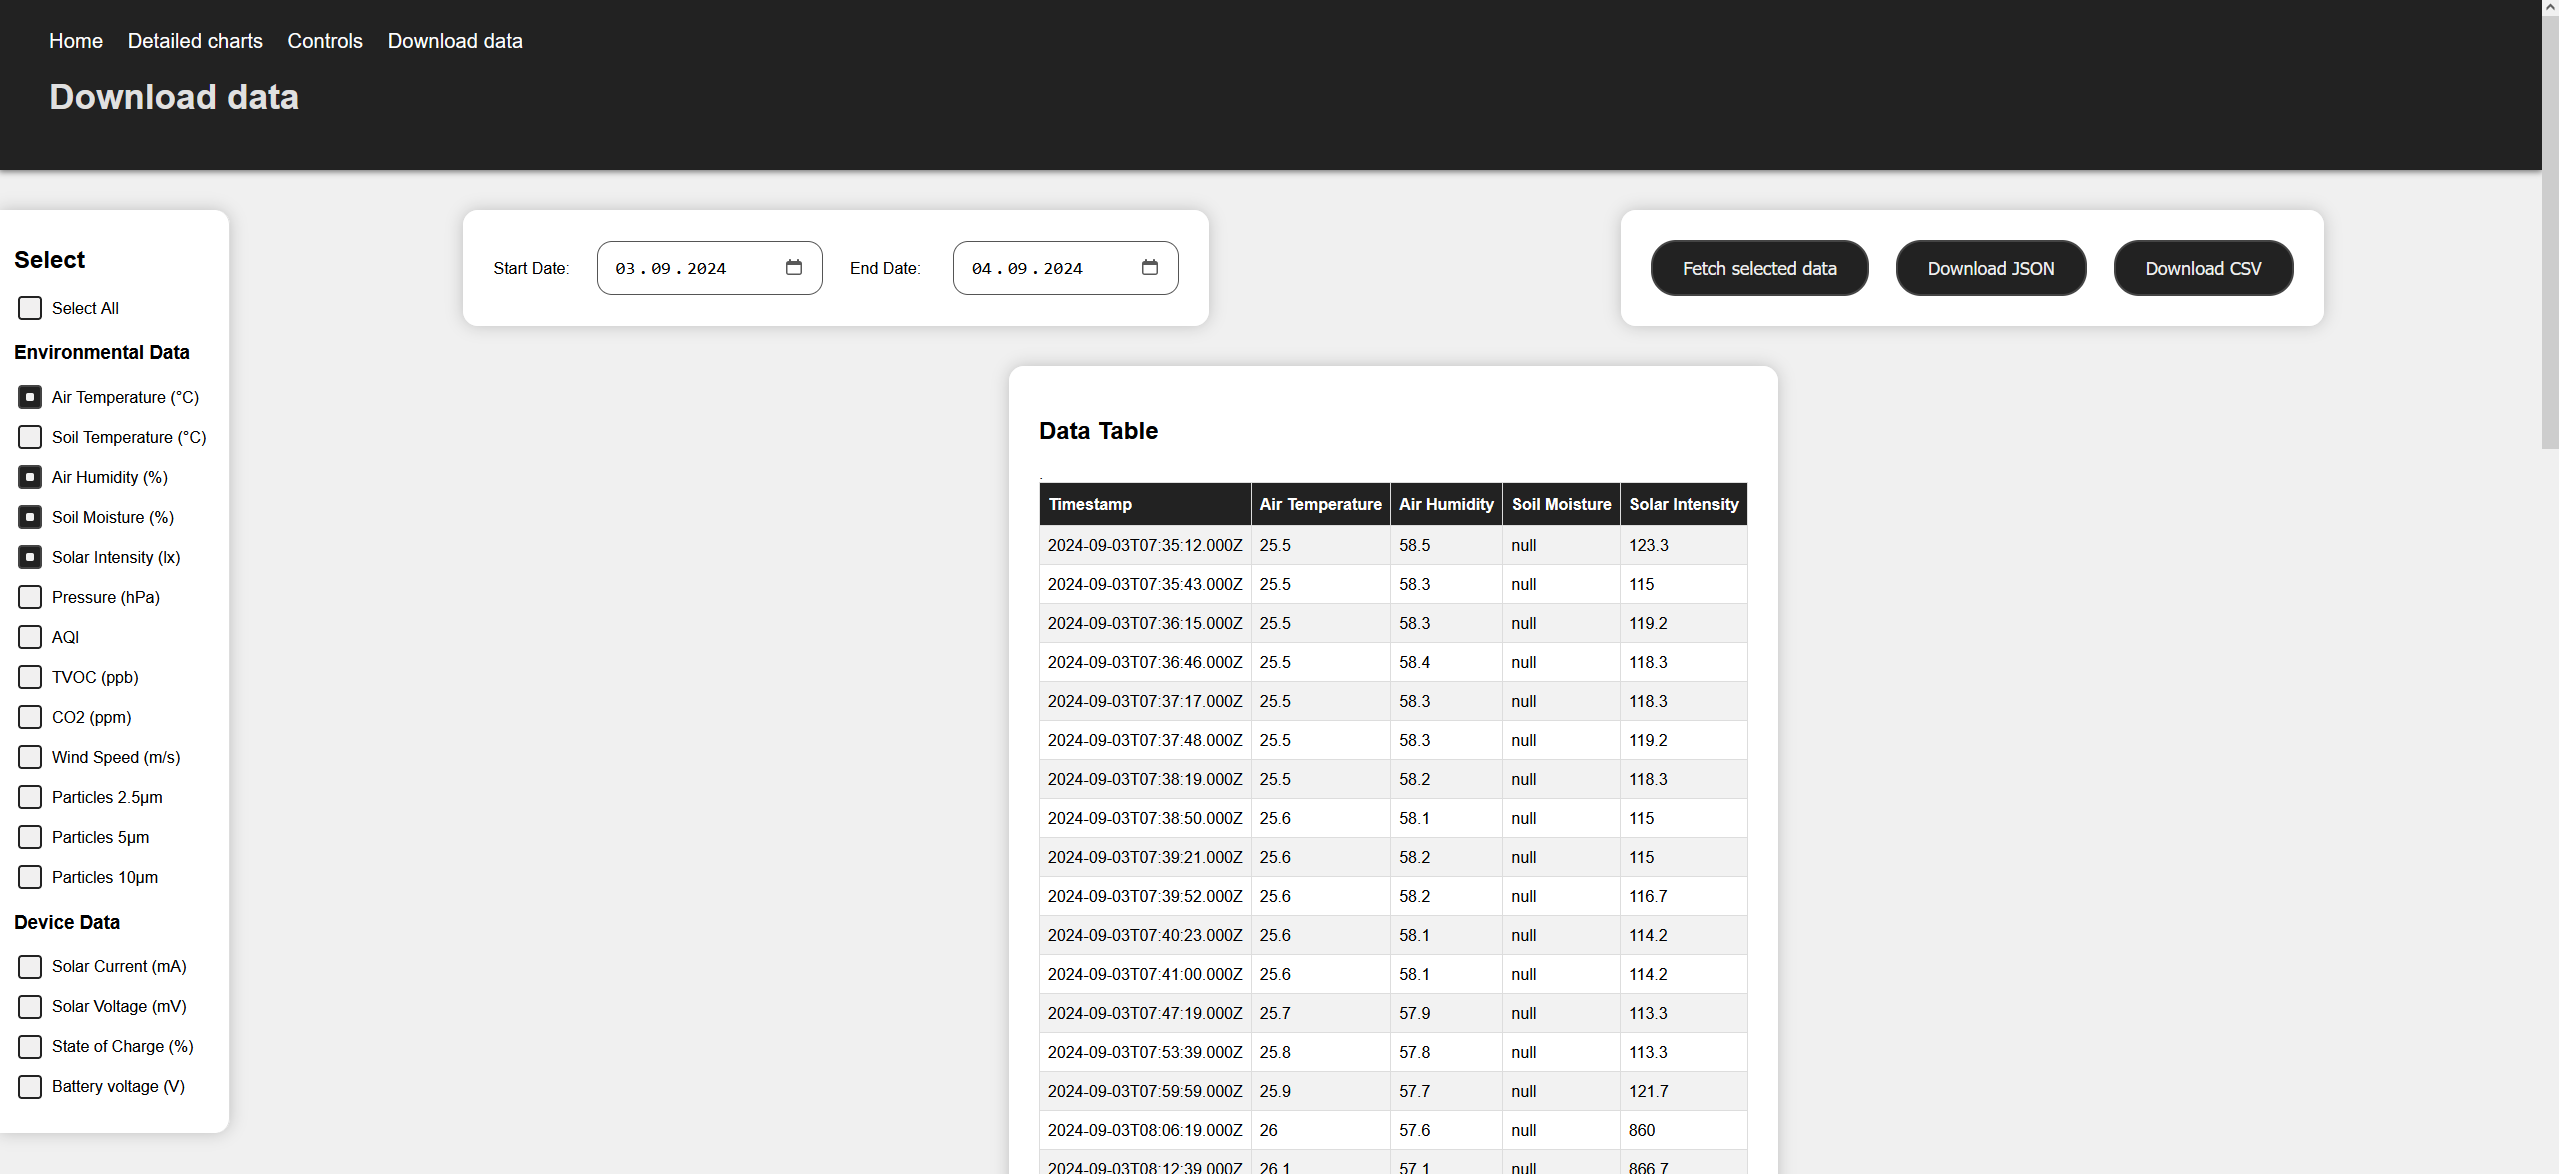 Home Detailed charts Controls Download data
Download data
Select
Select All
Environmental Data
Air Temperature (°C)
Soil Temperature (°C)
Air Humidity (%)
Soil Moisture (%)
Solar Intensity (lx)
Pressure (hPa)
AQI
TVOC (ppb)
CO2 (ppm)
Wind Speed (m/s)
Particles 2.5μm
Particles 5μm
Particles 10μm
Device Data
Solar Current (mA)
Solar Voltage (mV)
State of Charge (%)
Battery voltage (V)
Start Date: 03.09.2024 End Date: 04.09.2024
Fetch selected data Download JSON Download CSV
Data Table
.
Timestamp Air Temperature Air Humidity Soil Moisture Solar Intensity
2024-09-03T07:35:12.000Z 25.5 58.5 null 123.3
2024-09-03T07:35:43.000Z 25.5 58.3 null 115
2024-09-03T07:36:15.000Z 25.5 58.3 null 119.2
2024-09-03T07:36:46.000Z 25.5 58.4 null 118.3
2024-09-03T07:37:17.000Z 25.5 58.3 null 118.3
2024-09-03T07:37:48.000Z 25.5 58.3 null 119.2
2024-09-03T07:38:19.000Z 25.5 58.2 null 118.3
2024-09-03T07:38:50.000Z 25.6 58.1 null 115
2024-09-03T07:39:21.000Z 25.6 58.2 null 115
2024-09-03T07:39:52.000Z 25.6 58.2 null 116.7
2024-09-03T07:40:23.000Z 25.6 58.1 null 114.2
2024-09-03T07:41:00.000Z 25.6 58.1 null 114.2
2024-09-03T07:47:19.000Z 25.7 57.9 null 113.3
2024-09-03T07:53:39.000Z 25.8 57.8 null 113.3
2024-09-03T07:59:59.000Z 25.9 57.7 null 121.7
2024-09-03T08:06:19.000Z 26 57.6 null 860
2024-09-03T08:12:39.000Z 26.1 57.1 null 866.7